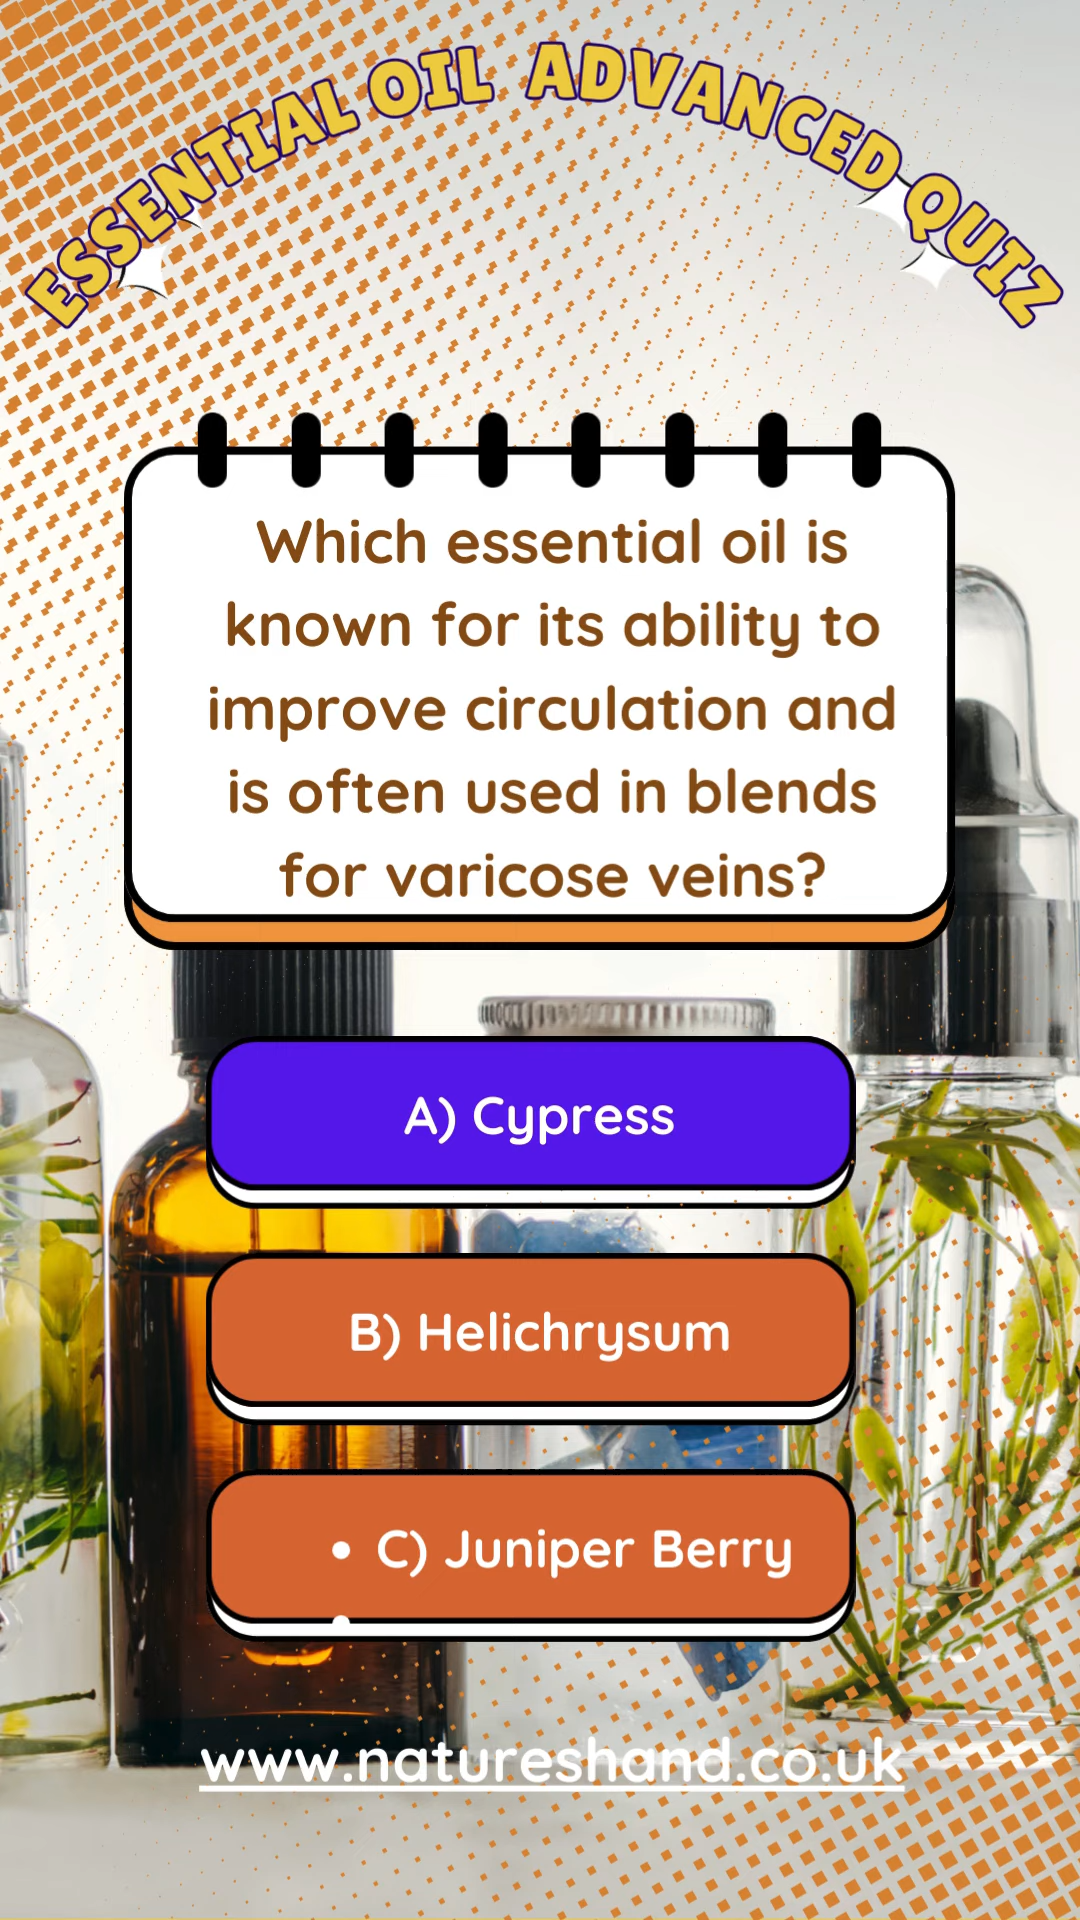 ESSENTIAL OIL ADVANCED QUIZ
Which essential oil is
known for its ability to
improve circulation and
is often used in blends
for varicose veins?
A) Cypress
B) Helichrysum
• C) Juniper Berry
www.natureshand.co.uk